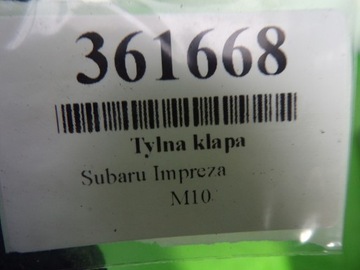 361668
Tylna klapa
Subaru Impreza
M10